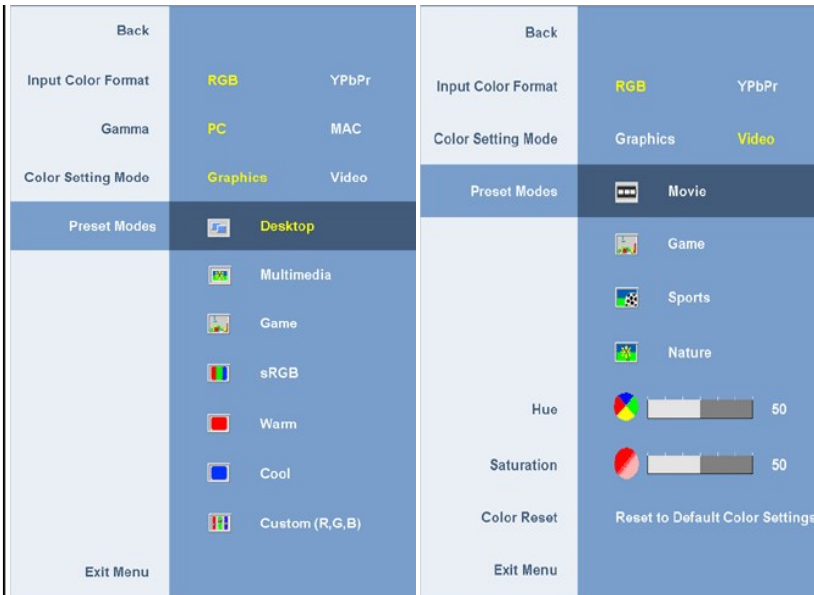 Back
Input Color Format RGB YPbPr
Gamma PC MAC
Color Setting Mode Graphics Video
Preset Modes Desktop
Multimedia
Game
sRGB
Warm
Cool
Custom (R,G,B)
Exit Menu
Back
Input Color Format RGB YPbPr
Color Setting Mode Graphics Video
Preset Modes Movie
Game
Sports
Nature
Hue 50
Saturation 50
Color Reset Reset to Default Color Settings
Exit Menu